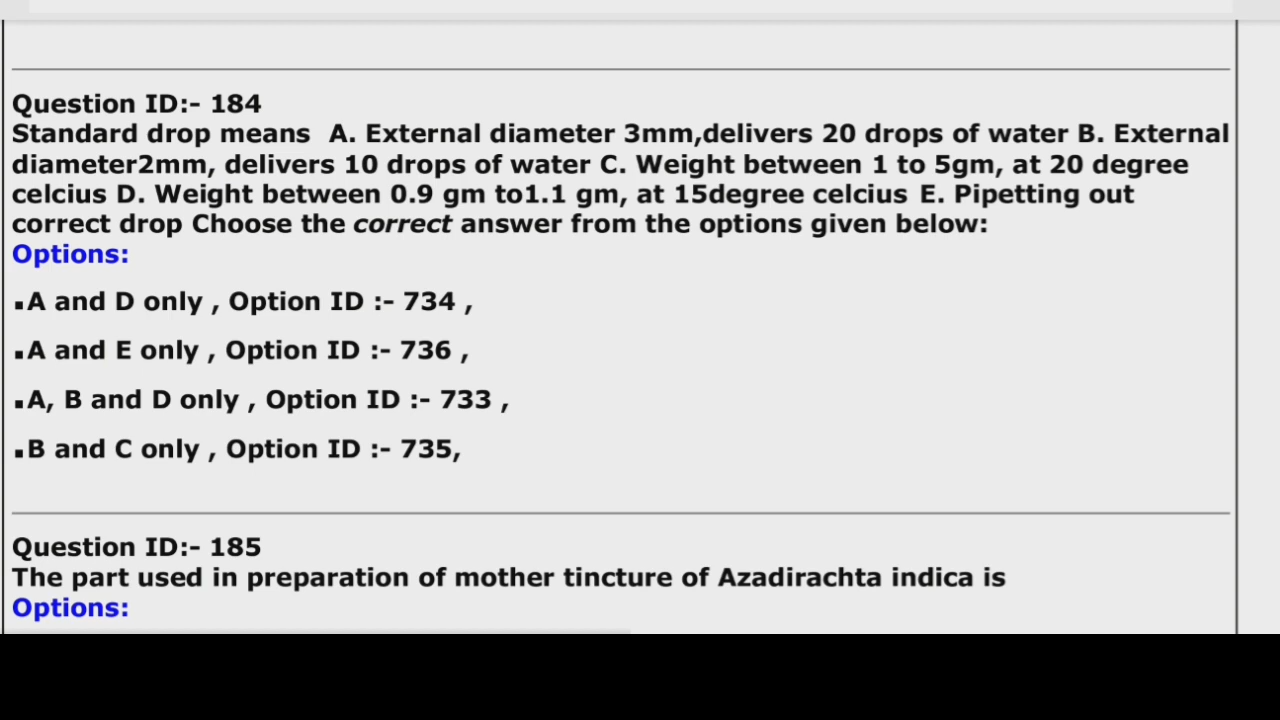 Question ID:- 184
Standard drop means  A. External diameter 3mm,delivers 20 drops of water B. External
diameter2mm, delivers 10 drops of water C. Weight between 1 to 5gm, at 20 degree
celcius D. Weight between 0.9 gm to1.1 gm, at 15degree celcius E. Pipetting out
correct drop Choose the correct answer from the options given below:
Options:
▪A and D only , Option ID :- 734 ,
▪A and E only , Option ID :- 736 ,
▪A, B and D only , Option ID :- 733 ,
▪B and C only , Option ID :- 735,
Question ID:- 185
The part used in preparation of mother tincture of Azadirachta indica is
Options: